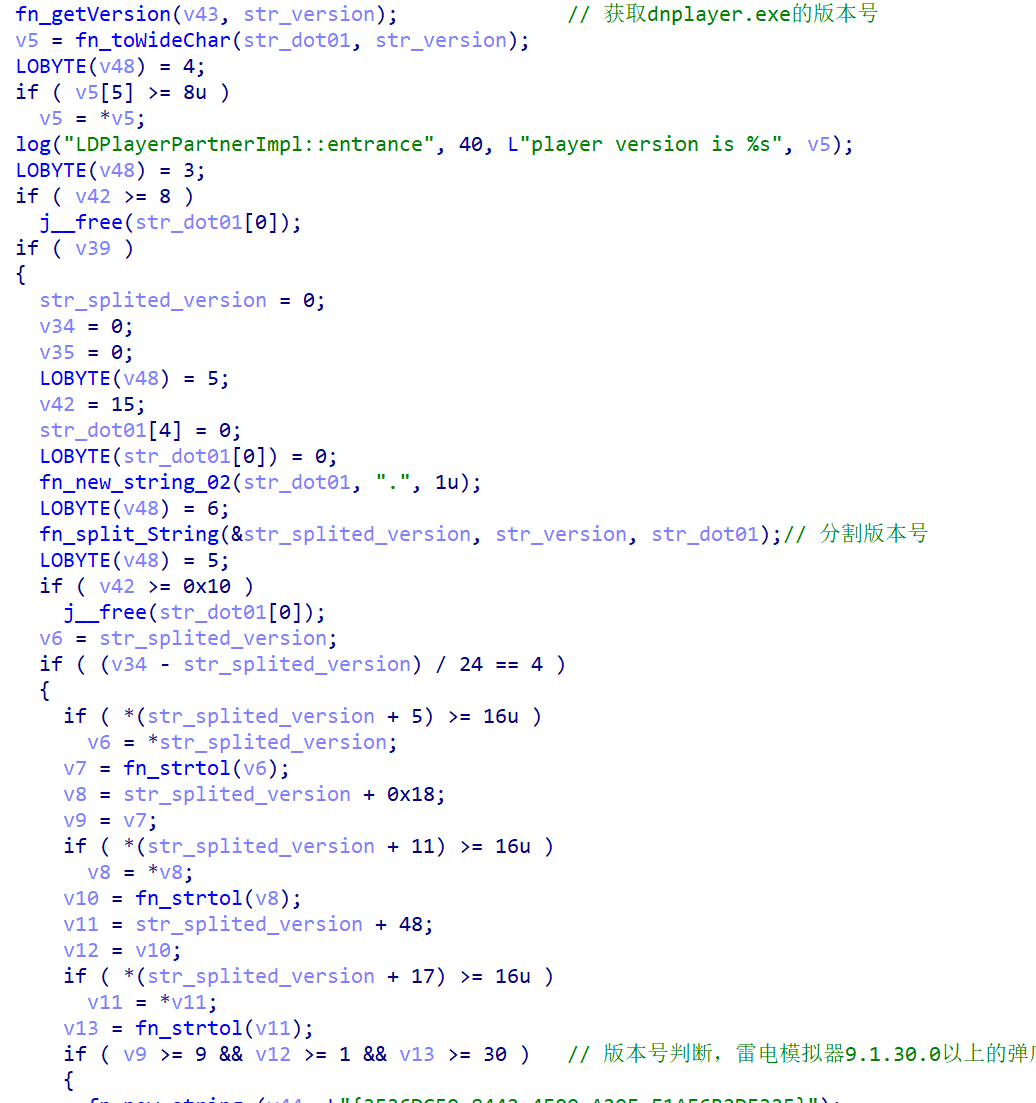 fn_getVersion(v43, str_version); // 获取dnplayer.exe的版本号
v5 = fn_toWideChar(str_dot01, str_version);
LOBYTE(v48) = 4;
if ( v5[5] >= 8u )
v5 = *v5;
log("LDPlayerPartnerImpl::entrance", 40, L"player version is %s", v5);
LOBYTE(v48) = 3;
if ( v42 >= 8 )
j__free(str_dot01[0]);
if ( v39 )
{
str_splited_version = 0;
v34 = 0;
v35 = 0;
LOBYTE(v48) = 5;
v42 = 15;
str_dot01[4] = 0;
LOBYTE(str_dot01[0]) = 0;
fn_new_string_02(str_dot01, ".", 1u);
LOBYTE(v48) = 6;
fn_split_String(&str_splited_version, str_version, str_dot01);// 分割版本号
LOBYTE(v48) = 5;
if ( v42 >= 0x10 )
j__free(str_dot01[0]);
v6 = str_splited_version;
if ( (v34 - str_splited_version) / 24 == 4 )
{
if ( *(str_splited_version + 5) >= 16u )
v6 = *str_splited_version;
v7 = fn_strtol(v6);
v8 = str_splited_version + 0x18;
v9 = v7;
if ( *(str_splited_version + 11) >= 16u )
v8 = *v8;
v10 = fn_strtol(v8);
v11 = str_splited_version + 48;
v12 = v10;
if ( *(str_splited_version + 17) >= 16u )
v11 = *v11;
v13 = fn_strtol(v11);
if ( v9 >= 9 && v12 >= 1 && v13 >= 30 ) // 版本号判断，雷电模拟器9.1.30.0以上的弹
{